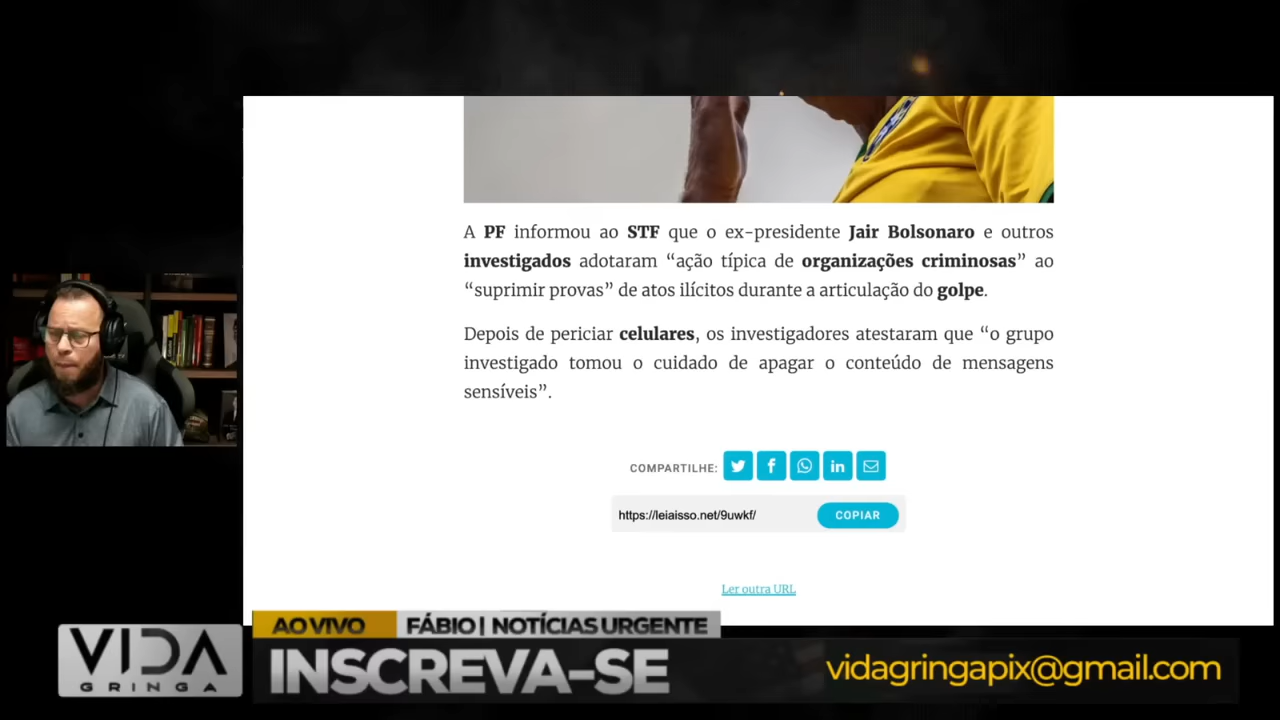 A PF informou ao STF que o ex-presidente Jair Bolsonaro e outros
investigados adotaram “ação típica de organizações criminosas” ao
“suprimir provas” de atos ilícitos durante a articulação do golpe.
Depois de periciar celulares, os investigadores atestaram que “o grupo
investigado tomou o cuidado de apagar o conteúdo de mensagens
sensíveis”.
COMPARTILHE:
https://leiaisso.net/9uwkf/ COPIAR
Ler outra URL
AO VIVO FÁBIO | NOTÍCIAS URGENTE
VIDA
GRINGA
INSCREVA-SE
vidagringapix@gmail.com